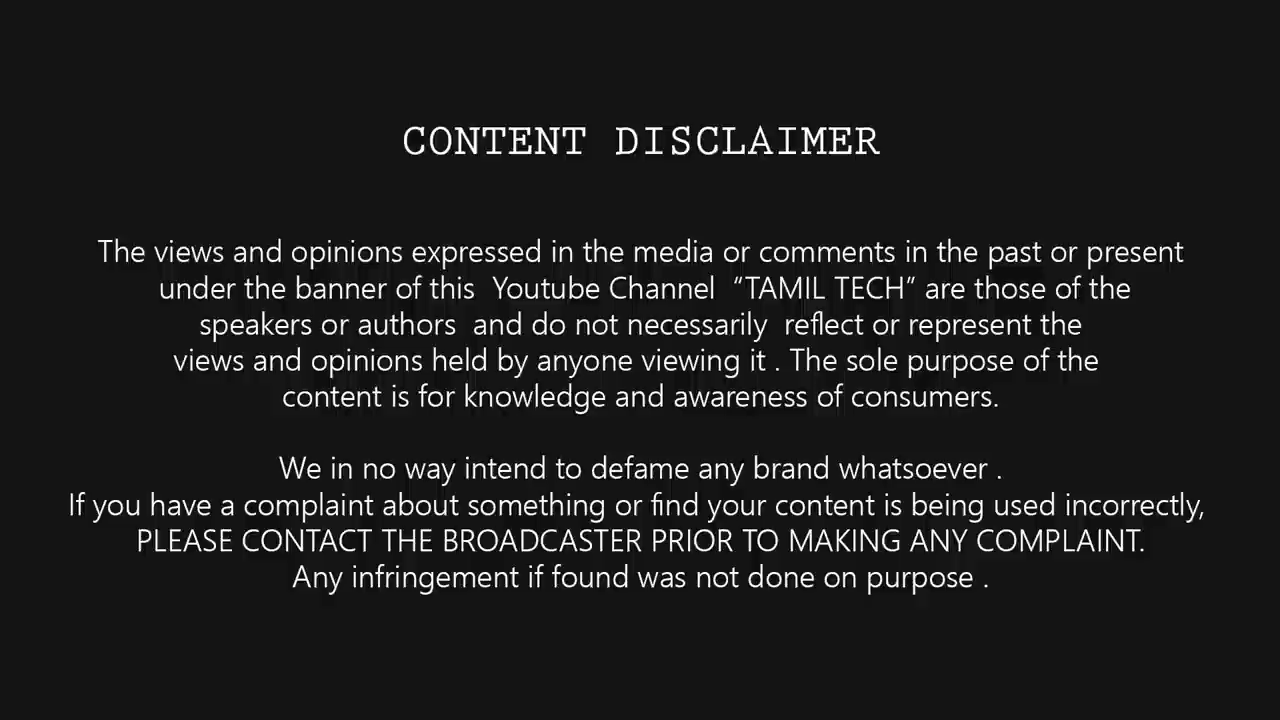 CONTENT DISCLAIMER
The views and opinions expressed in the media or comments in the past or present
under the banner of this  Youtube Channel  “TAMIL TECH” are those of the
speakers or authors  and do not necessarily  reflect or represent the
views and opinions held by anyone viewing it . The sole purpose of the
content is for knowledge and awareness of consumers.
We in no way intend to defame any brand whatsoever .
If you have a complaint about something or find your content is being used incorrectly,
PLEASE CONTACT THE BROADCASTER PRIOR TO MAKING ANY COMPLAINT.
Any infringement if found was not done on purpose .